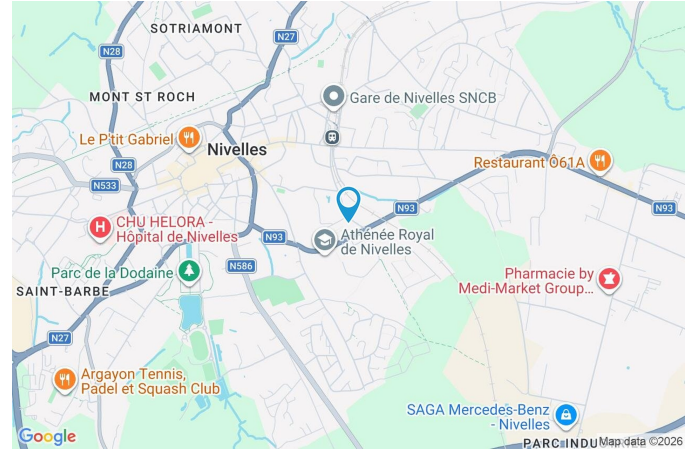 SOTRIAMONT
N27
N28
Gare de Nivelles SNCB
MONT ST ROCH
Le P'tit Gabriel
Nivelles
Restaurant Ô61A
N28
N533
N93
N93
CHU HELORA -
Hôpital de Nivelles
N93
Athénée Royal
de Nivelles
Parc de la Dodaine
N586
Pharmacie by
Medi-Market Group...
SAINT-BARBE
N27
Argayon Tennis,
Padel et Squash Club
SAGA Mercedes-Benz
- Nivelles
Google
PARC INDU
Map data ©2026